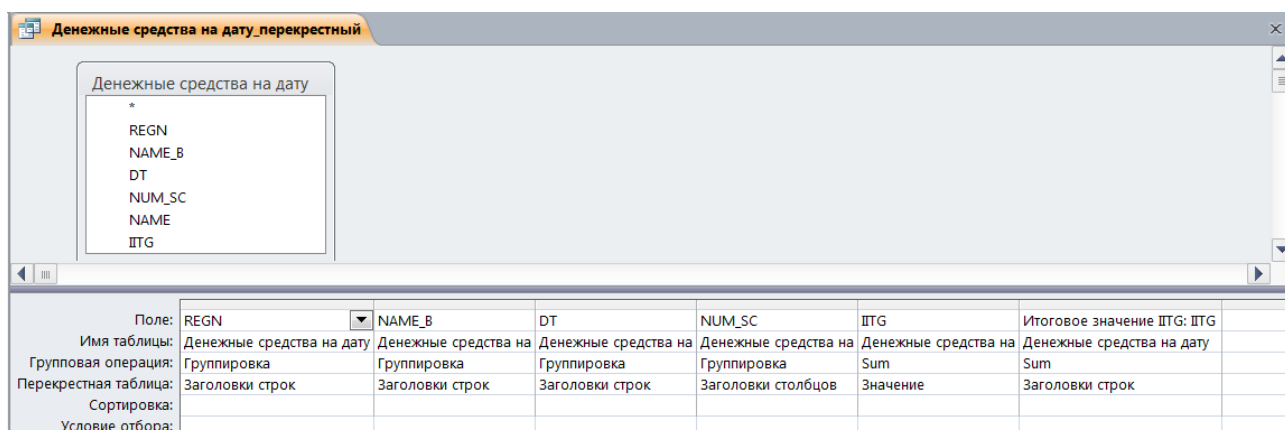 Денежные средства на дату_перекрестный
Денежные средства на дату
*
REGN
NAME_B
DT
NUM_SC
NAME
IITG
Поле: REGN NAME_B DT NUM_SC IITG Итоговое значение IITG: IITG
Имя таблицы: Денежные средства на дату Денежные средства на Денежные средства на Денежные средства на Денежные средства на Денежные средства на дату
Групповая операция: Группировка Группировка Группировка Группировка Sum Sum
Перекрестная таблица: Заголовки строк Заголовки строк Заголовки строк Заголовки столбцов Значение Заголовки строк
Сортировка:
Условие отбора: